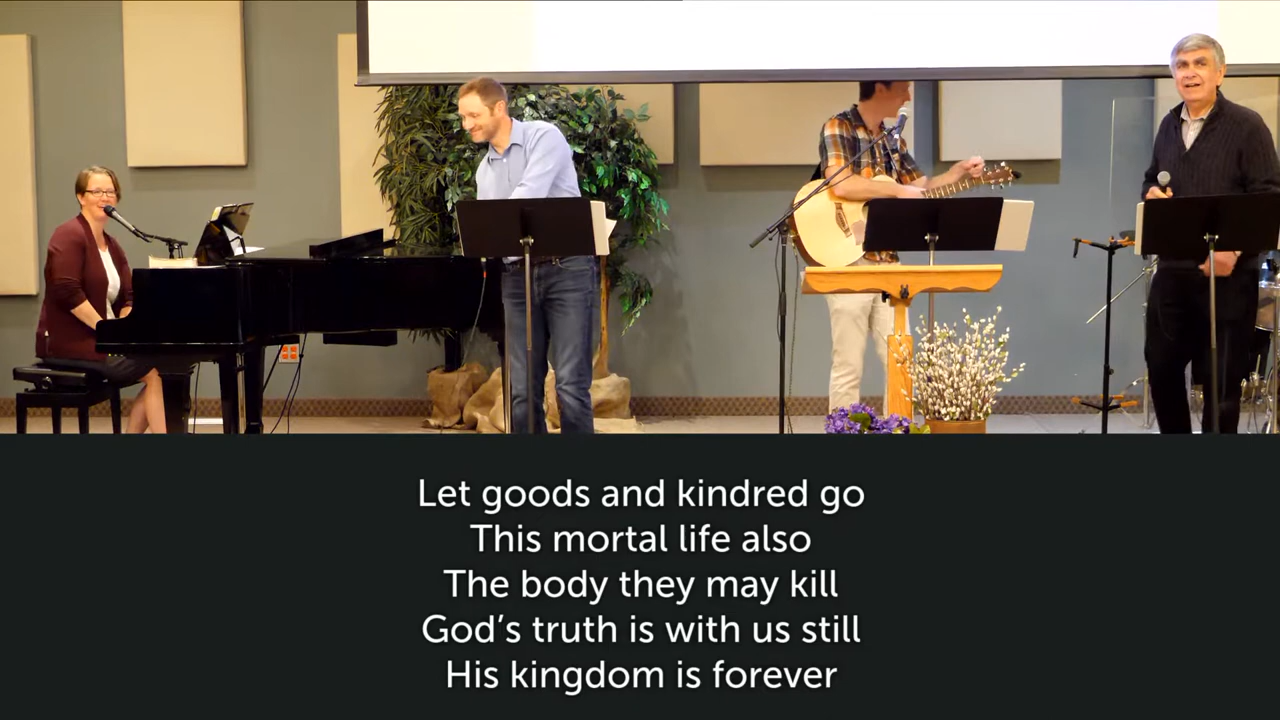 Let goods and kindred go
This mortal life also
The body they may kill
God's truth is with us still
His kingdom is forever